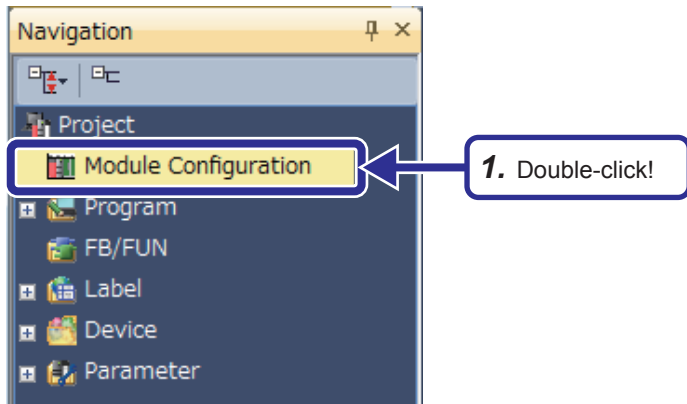 Navigation
Project
Module Configuration
1. Double-click!
Program
FB/FUN
Label
Device
Parameter